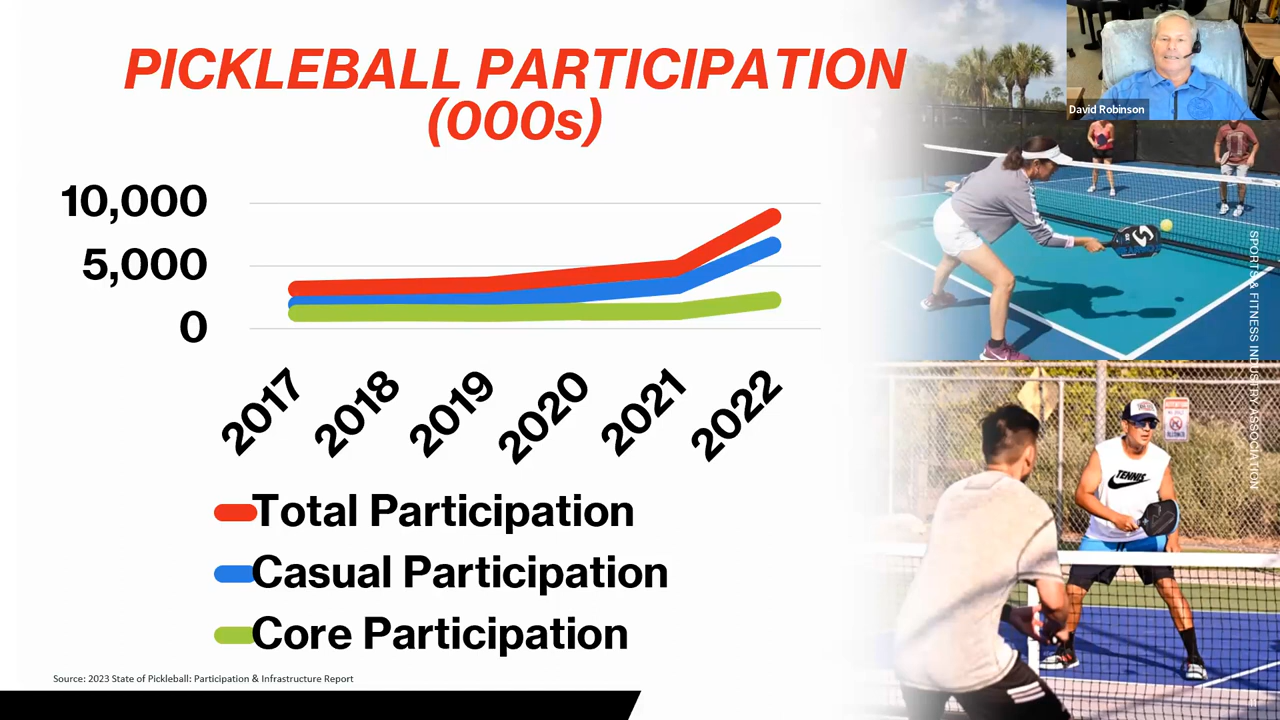 PICKLEBALL PARTICIPATION
(000s)
David Robinson
10,000
5,000
0
2017
2018
2019
2020
2021
2022
Total Participation
Casual Participation
Core Participation
SPORTS & FITNESS INDUSTRY ASSOCIATION
TENNIS
Source: 2023 State of Pickleball: Participation & Infrastructure Report